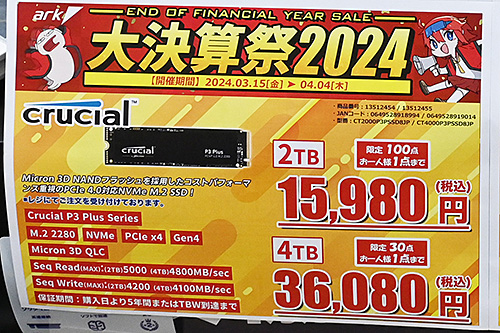 ark
END OF FINANCIAL YEAR SALE
大決算祭2024
【開催期間】 2024.03.15[金] ➤ 04.04[木]
・商品番号：13512454 / 13512455
・JANコード：0649528918994 / 0649528919014
・型番：CT2000P3PSSD8JP / CT4000P3PSSD8JP
crucial
crucial
P3 Plus
Micron 3D NANDフラッシュを採用したコストパフォーマ
ンス重視のPCIe 4.0対応NVMe M.2 SSD！
■レジにてご注文を付けております。
Crucial P3 Plus Series
M.2 2280 NVMe PCIe x4 Gen4
Micron 3D QLC
Seq Read(MAX):(2TB)5000 (4TB)4800MB/sec
Seq Write(MAX):(2TB)4200 (4TB)4100MB/sec
保証期間：購入日より5年間またはTBW到達まで
2TB
限定 100点
お一人様1点まで
15,980円(税込)
4TB
限定 30点
お一人様1点まで
36,080円(税込)